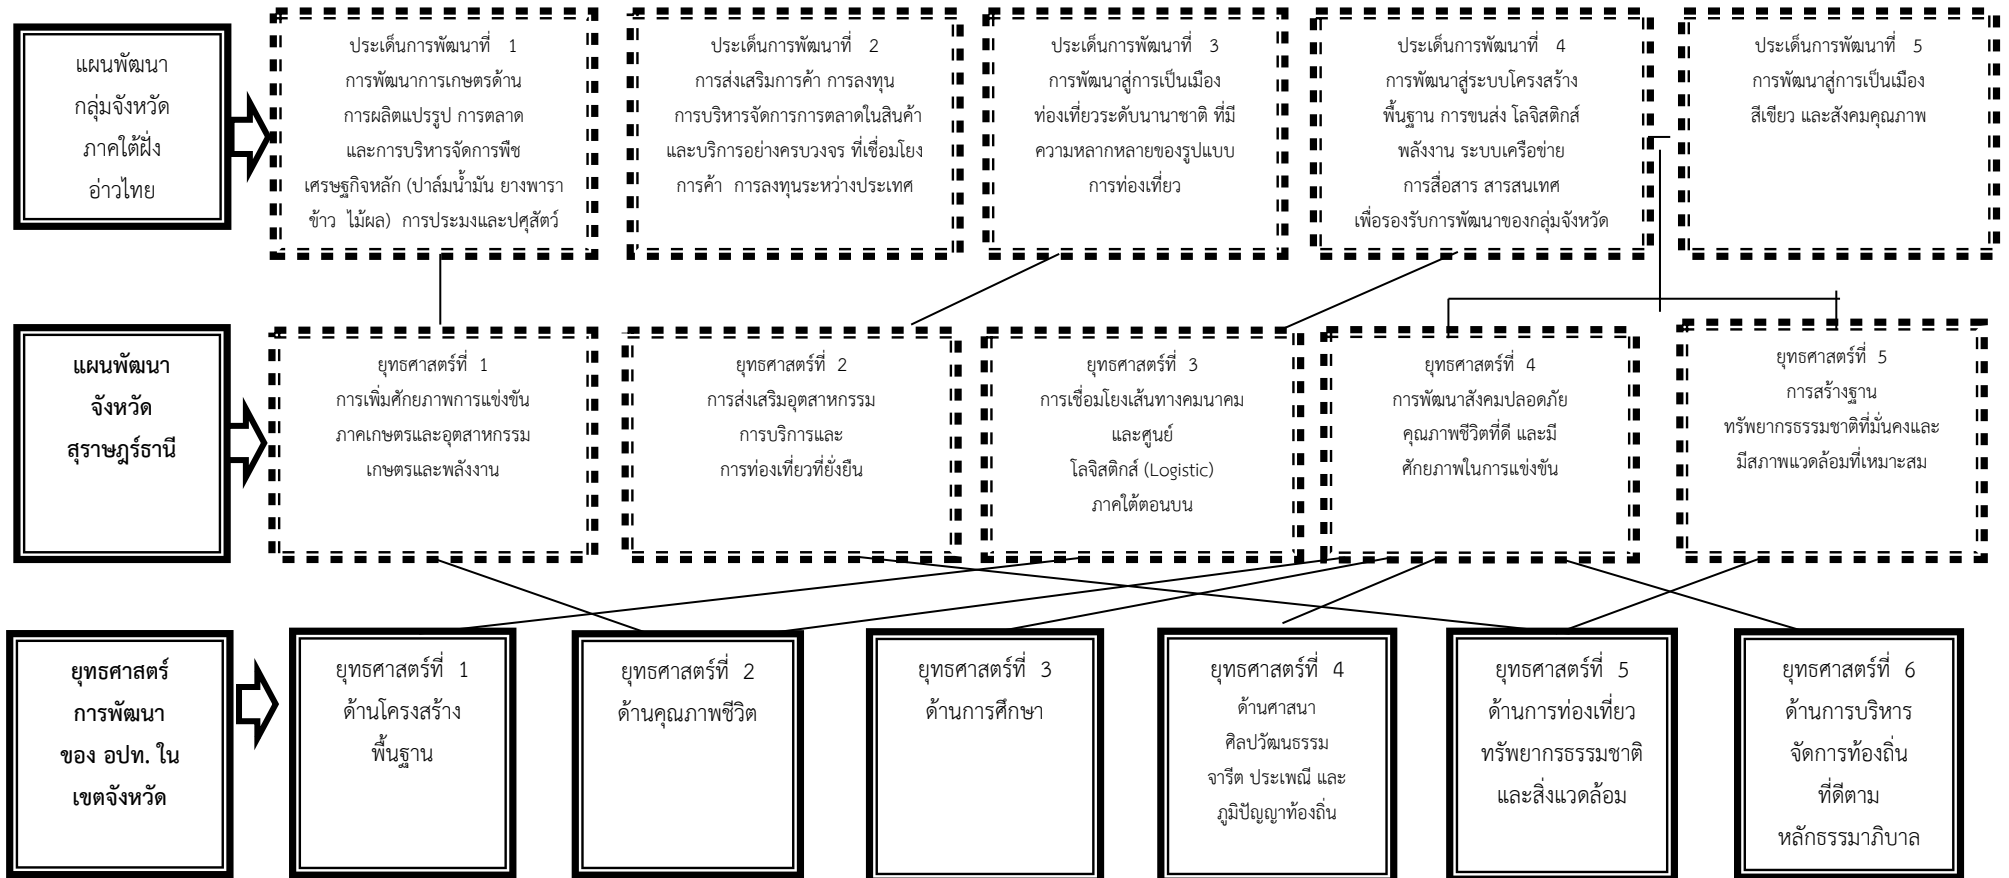 แผนพัฒนา
กลุ่มจังหวัด
ภาคใต้ฝั่ง
อ่าวไทย
ประเด็นการพัฒนาที่ 1
การพัฒนาการเกษตรด้าน
การผลิตแปรรูป การตลาด
และการบริหารจัดการพืช
เศรษฐกิจหลัก (ปาล์มน้ำมัน ยางพารา
ข้าว ไม้ผล) การประมงและปศุสัตว์
ประเด็นการพัฒนาที่ 2
การส่งเสริมการค้า การลงทุน
การบริหารจัดการการตลาดในสินค้า
และบริการอย่างครบวงจร ที่เชื่อมโยง
การค้า การลงทุนระหว่างประเทศ
ประเด็นการพัฒนาที่ 3
การพัฒนาสู่การเป็นเมือง
ท่องเที่ยวระดับนานาชาติ ที่มี
ความหลากหลายของรูปแบบ
การท่องเที่ยว
ประเด็นการพัฒนาที่ 4
การพัฒนาสู่ระบบโครงสร้าง
พื้นฐาน การขนส่ง โลจิสติกส์
พลังงาน ระบบเครือข่าย
การสื่อสาร สารสนเทศ
เพื่อรองรับการพัฒนาของกลุ่มจังหวัด
ประเด็นการพัฒนาที่ 5
การพัฒนาสู่การเป็นเมือง
สีเขียว และสังคมคุณภาพ
แผนพัฒนา
จังหวัด
สุราษฎร์ธานี
ยุทธศาสตร์ที่ 1
การเพิ่มศักยภาพการแข่งขัน
ภาคเกษตรและอุตสาหกรรม
เกษตรและพลังงาน
ยุทธศาสตร์ที่ 2
การส่งเสริมอุตสาหกรรม
การบริการและ
การท่องเที่ยวที่ยั่งยืน
ยุทธศาสตร์ที่ 3
การเชื่อมโยงเส้นทางคมนาคม
และศูนย์
โลจิสติกส์ (Logistic)
ภาคใต้ตอนบน
ยุทธศาสตร์ที่ 4
การพัฒนาสังคมปลอดภัย
คุณภาพชีวิตที่ดี และมี
ศักยภาพในการแข่งขัน
ยุทธศาสตร์ที่ 5
การสร้างฐาน
ทรัพยากรธรรมชาติที่มั่นคงและ
มีสภาพแวดล้อมที่เหมาะสม
ยุทธศาสตร์
การพัฒนา
ของ อปท. ใน
เขตจังหวัด
ยุทธศาสตร์ที่ 1
ด้านโครงสร้าง
พื้นฐาน
ยุทธศาสตร์ที่ 2
ด้านคุณภาพชีวิต
ยุทธศาสตร์ที่ 3
ด้านการศึกษา
ยุทธศาสตร์ที่ 4
ด้านศาสนา
ศิลปวัฒนธรรม
จารีต ประเพณี และ
ภูมิปัญญาท้องถิ่น
ยุทธศาสตร์ที่ 5
ด้านการท่องเที่ยว
ทรัพยากรธรรมชาติ
และสิ่งแวดล้อม
ยุทธศาสตร์ที่ 6
ด้านการบริหาร
จัดการท้องถิ่น
ที่ดีตาม
หลักธรรมาภิบาล